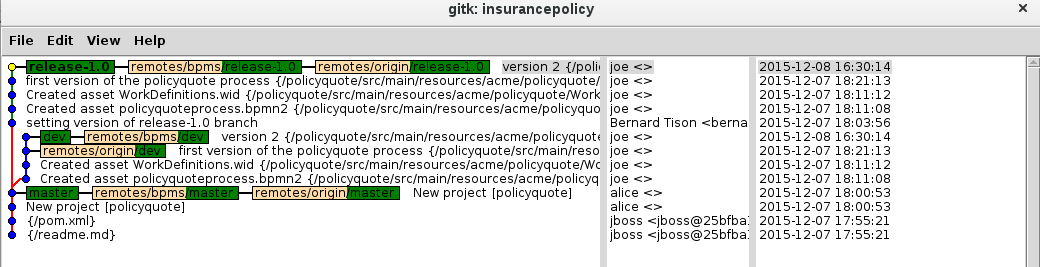 gitk: insurancepolicy
File Edit View Help
release-1.0 remotes/bpms/release-1.0 remotes/origin/release-1.0 version 2 {/poli joe <> 2015-12-08 16:30:14
first version of the policyquote process {/policyquote/src/main/resources/acme/policyquote/ joe <> 2015-12-07 18:21:13
Created asset WorkDefinitions.wid {/policyquote/src/main/resources/acme/policyquote/Work joe <> 2015-12-07 18:11:12
Created asset policyquoteprocess.bpmn2 {/policyquote/src/main/resources/acme/policyquote joe <> 2015-12-07 18:11:08
setting version of release-1.0 branch Bernard Tison <berna 2015-12-07 18:03:56
dev remotes/bpms/dev version 2 {/policyquote/src/main/resources/acme/policyquote joe <> 2015-12-08 16:30:14
remotes/origin/dev first version of the policyquote process {/policyquote/src/main/reso joe <> 2015-12-07 18:21:13
Created asset WorkDefinitions.wid {/policyquote/src/main/resources/acme/policyquote/Wo joe <> 2015-12-07 18:11:12
Created asset policyquoteprocess.bpmn2 {/policyquote/src/main/resources/acme/policyq joe <> 2015-12-07 18:11:08
master remotes/bpms/master remotes/origin/master New project [policyquote] alice <> 2015-12-07 18:00:53
New project [policyquote] alice <> 2015-12-07 18:00:53
{/pom.xml} jboss <jboss@25bfba 2015-12-07 17:55:21
{/readme.md} jboss <jboss@25bfba 2015-12-07 17:55:21